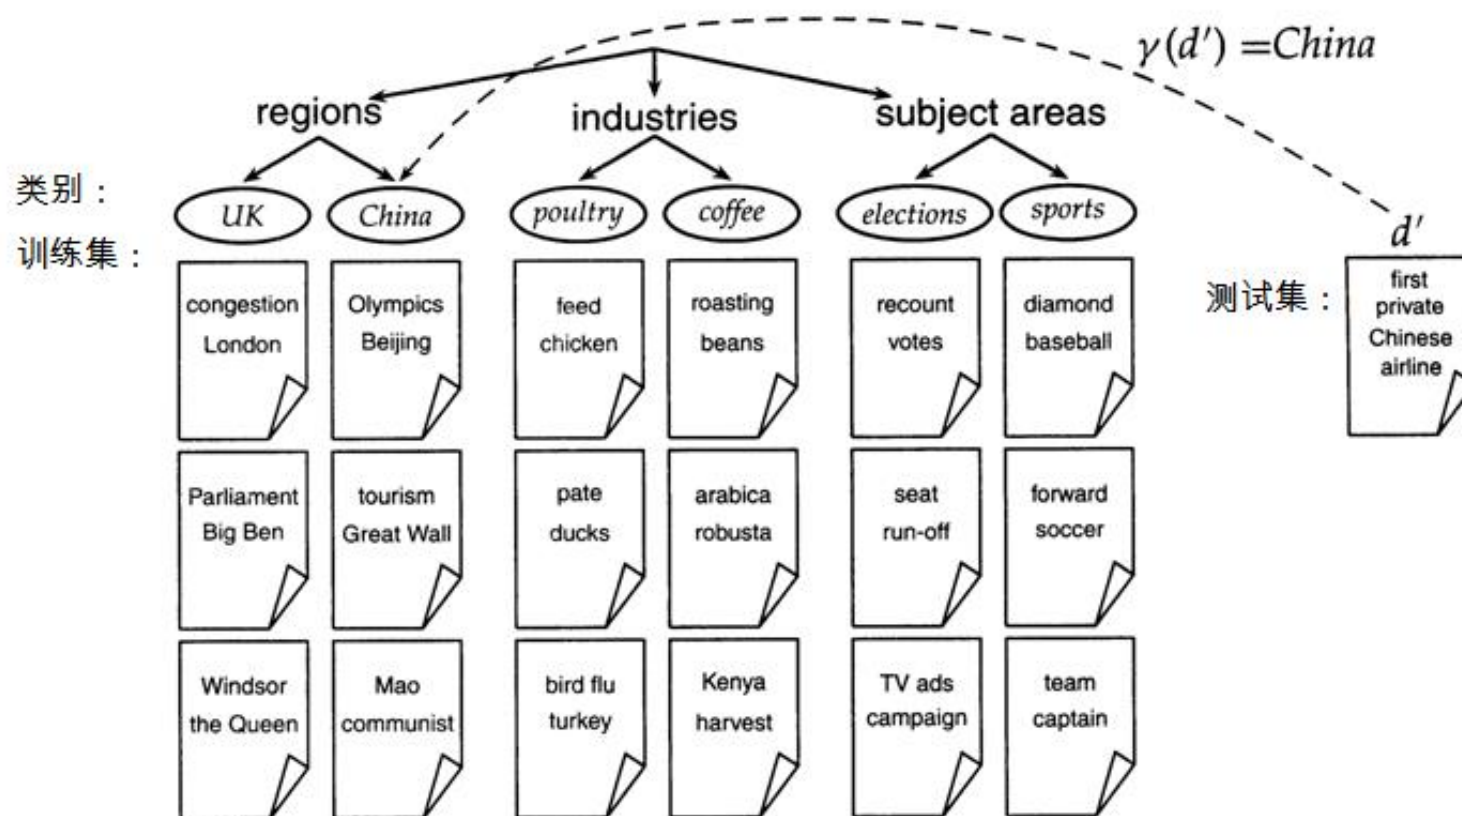 γ(d′) =China
regions
industries
subject areas
类别：
UK
China
poultry
coffee
elections
sports
d′
训练集：
测试集：
first
private
Chinese
airline
congestion
London
Olympics
Beijing
feed
chicken
roasting
beans
recount
votes
diamond
baseball
Parliament
Big Ben
tourism
Great Wall
pate
ducks
arabica
robusta
seat
run-off
forward
soccer
Windsor
the Queen
Mao
communist
bird flu
turkey
Kenya
harvest
TV ads
campaign
team
captain